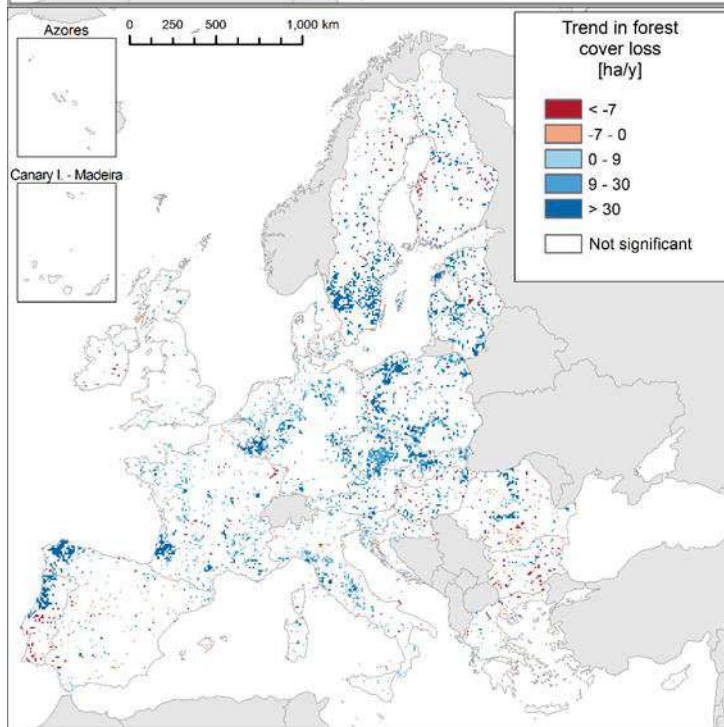 Azores
0 250 500 1,000 km
Canary I. - Madeira
Trend in forest
cover loss
[ha/y]
< -7
-7 - 0
0 - 9
9 - 30
> 30
Not significant